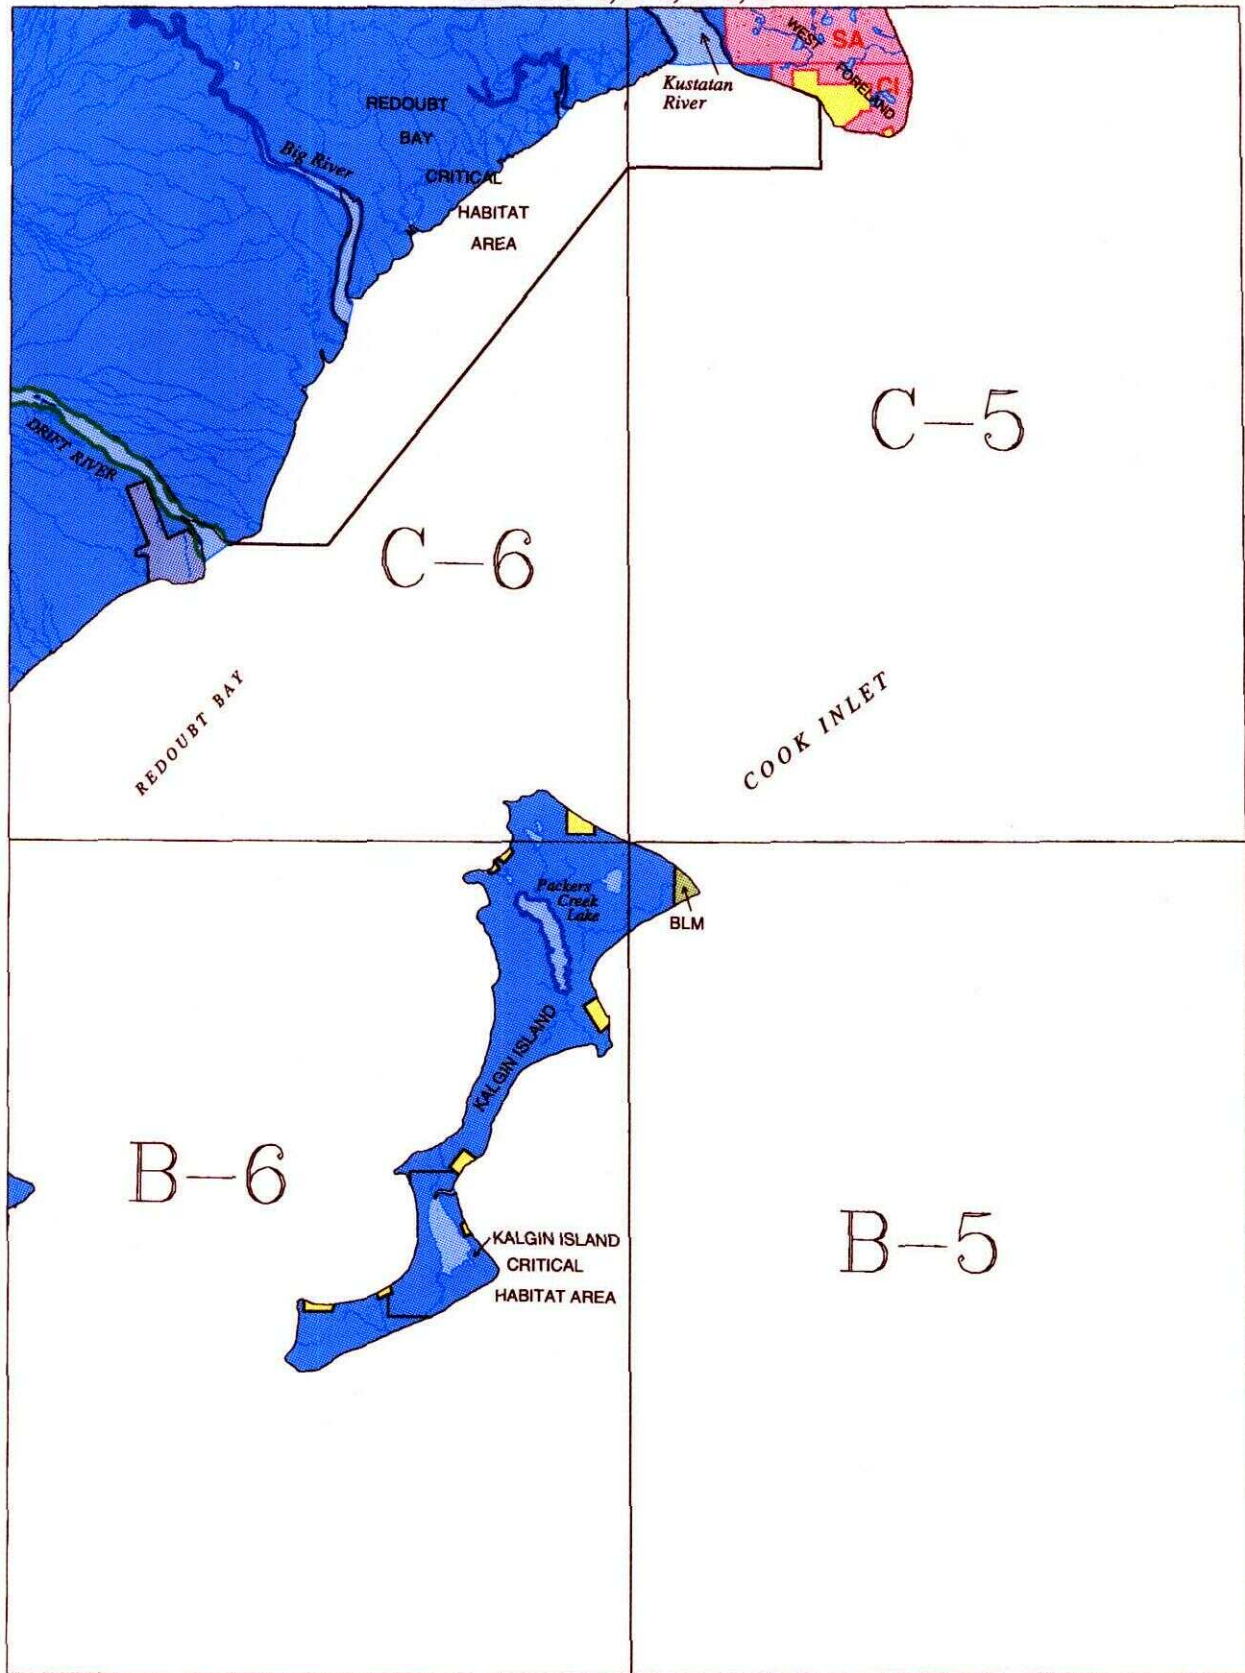 WEST
SA
FORELAND
CI
Kustatan
River
REDOUBT
BAY
CRITICAL
HABITAT
AREA
Big River
DRIFT RIVER
C-5
C-6
REDOUBT BAY
COOK INLET
Packers
Creek
Lake
BLM
KALGIN ISLAND
B-6
B-5
KALGIN ISLAND
CRITICAL
HABITAT AREA